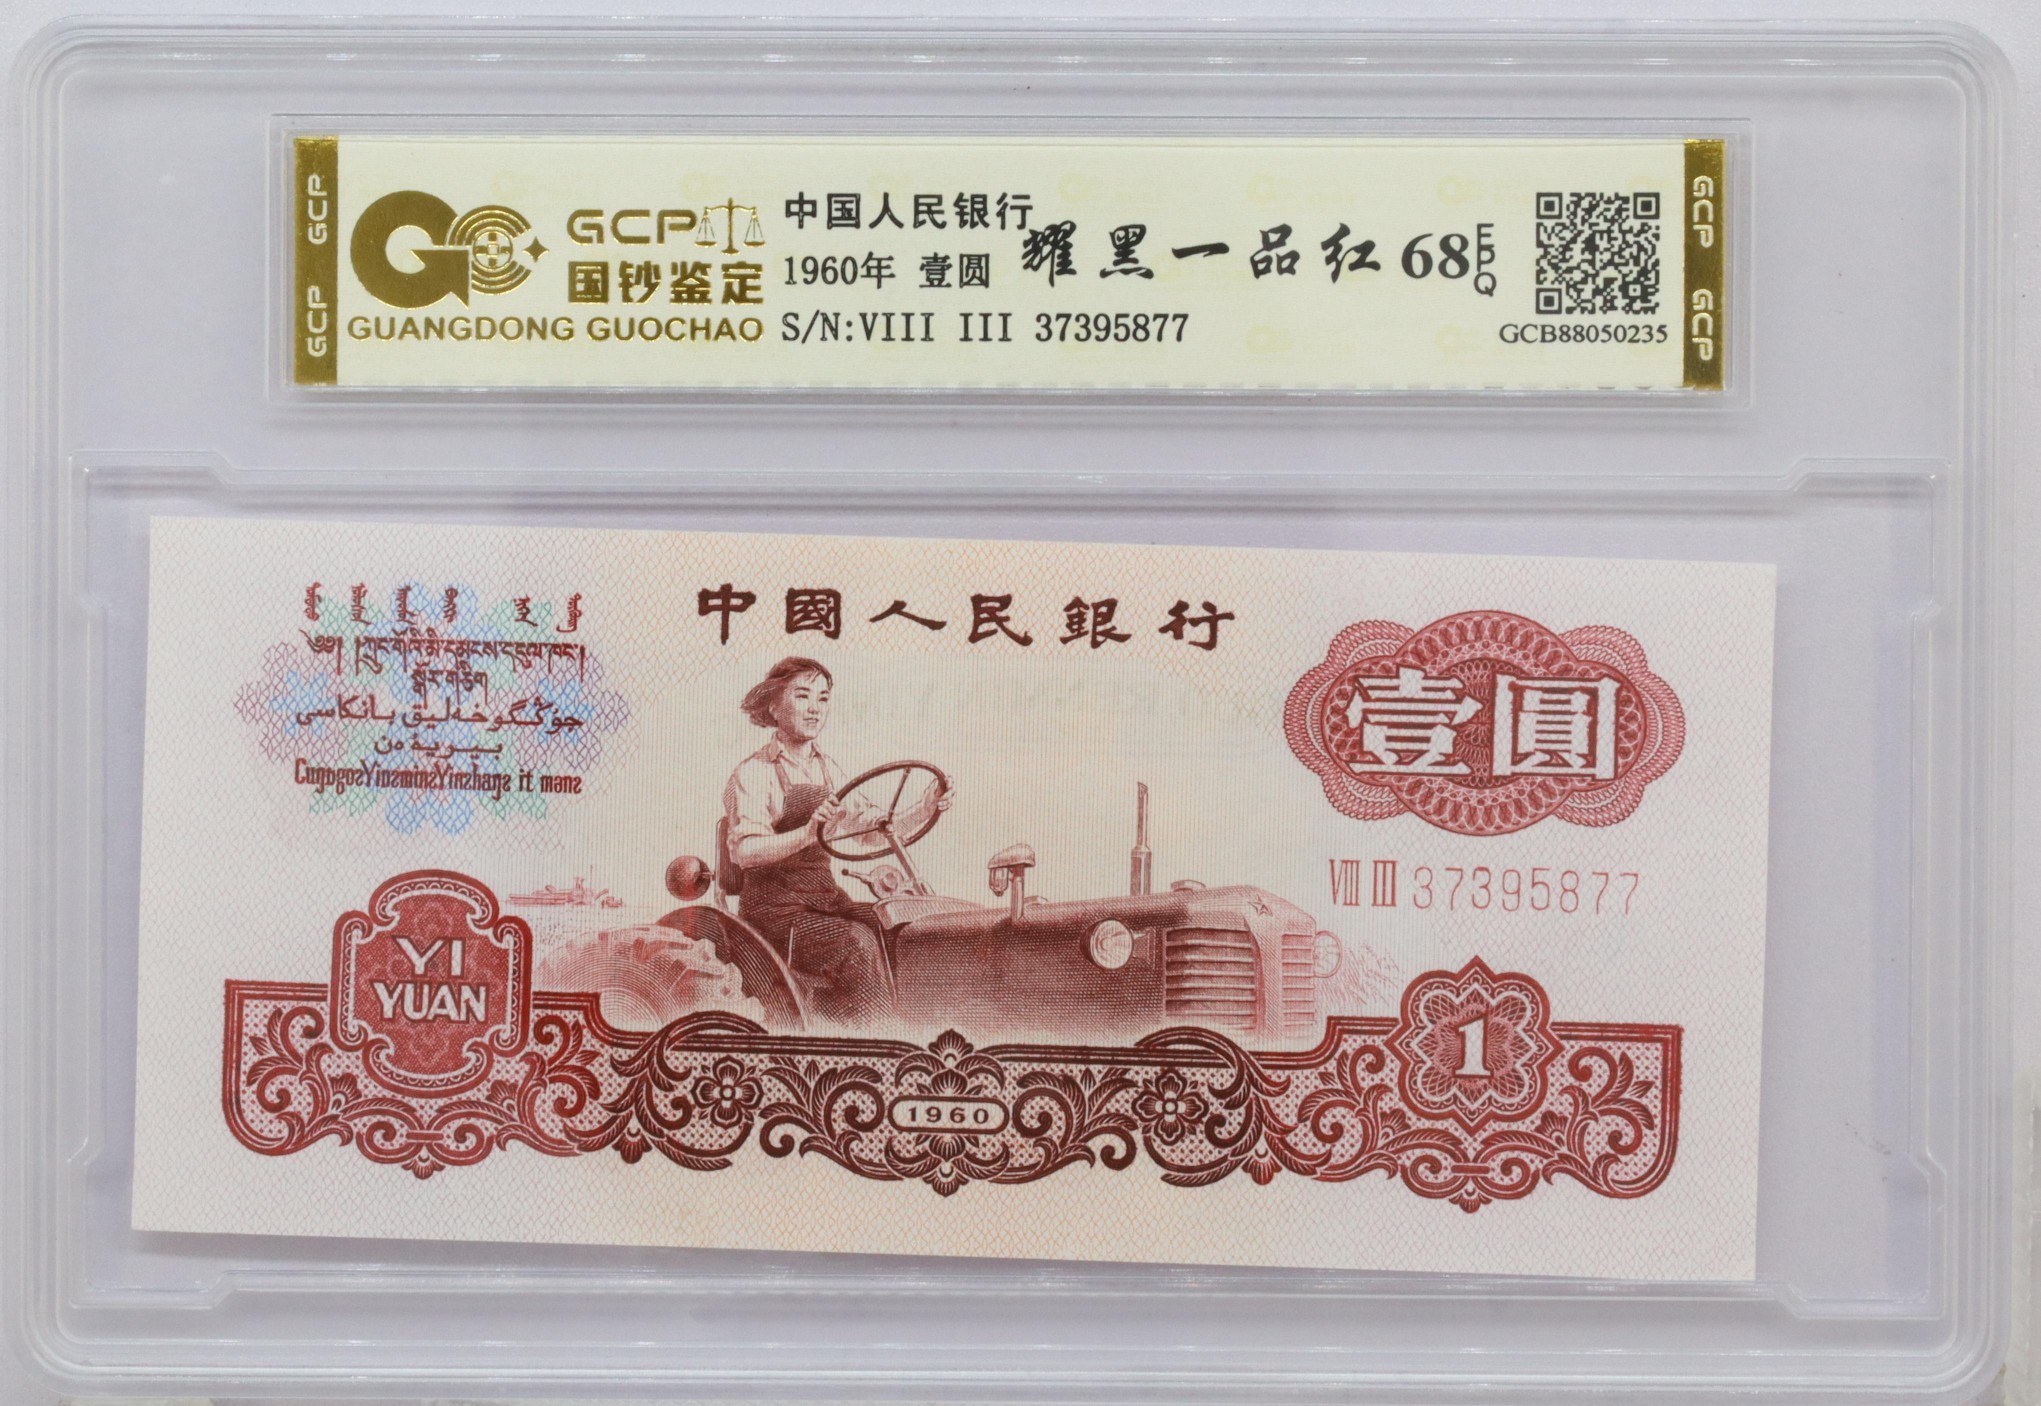 GCP GCP
GCP
国钞鉴定
GUANGDONG GUOCHAO
中国人民银行
1960年 壹圆
S/N:VIII III 37395877
耀黑一品红 68 EPQ
GCB88050235
GCP GCP
中國人民銀行
壹圓
VIII III 37395877
YI
YUAN
1960
1